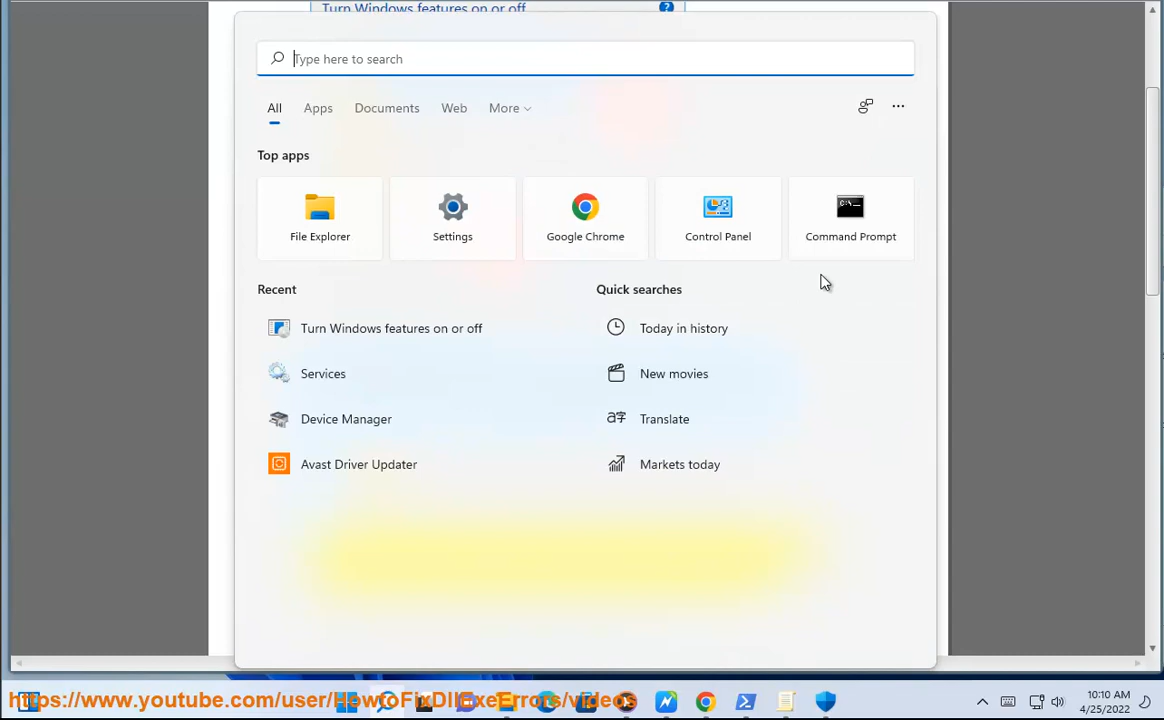 Turn Windows features on or off
?
Type here to search
All Apps Documents Web More
Top apps
File Explorer Settings Google Chrome Control Panel Command Prompt
Recent Quick searches
Turn Windows features on or off Today in history
Services New movies
Device Manager Translate
Avast Driver Updater Markets today
https://www.youtube.com/user/HowtoFixDllExeErrors/videos
10:10 AM
4/25/2022